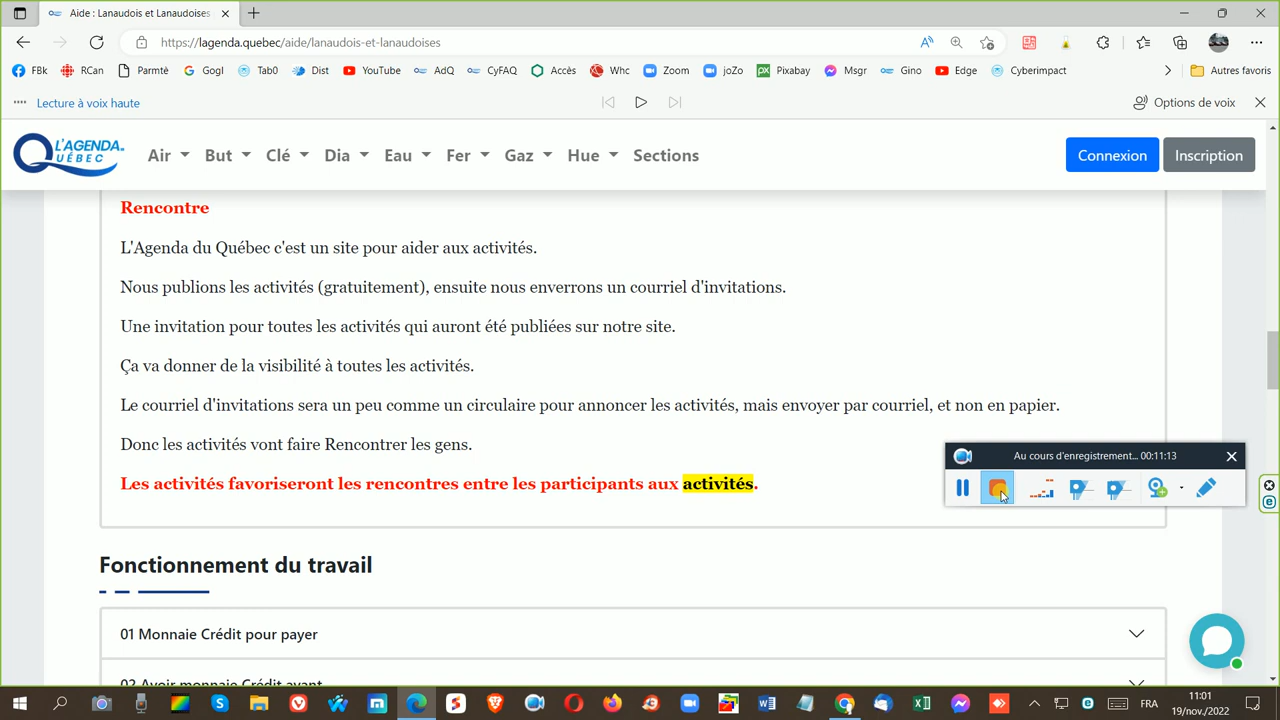 Aide : Lanaudois et Lanaudoises
https://lagenda.quebec/aide/lanaudois-et-lanaudoises
FBk RCan Parmtè Gogl Tab0 Dis YouTube AdQ CyFAQ Accès Whc Zoom joZo Pixabay Msgr Gino Edge Cyberimpact Autres favoris
Lecture à voix haute Options de voix
L'AGENDA QUÉBEC Air But Clé Dia Eau Fer Gaz Hue Sections Connexion Inscription
Rencontre
L'Agenda du Québec c'est un site pour aider aux activités.
Nous publions les activités (gratuitement), ensuite nous enverrons un courriel d'invitations.
Une invitation pour toutes les activités qui auront été publiées sur notre site.
Ça va donner de la visibilité à toutes les activités.
Le courriel d'invitations sera un peu comme un circulaire pour annoncer les activités, mais envoyer par courriel, et non en papier.
Donc les activités vont faire Rencontrer les gens.
Au cours d'enregistrement... 00:11:13
Les activités favoriseront les rencontres entre les participants aux activités.
Fonctionnement du travail
01 Monnaie Crédit pour payer
02 Avoir monnaie Crédit avant
FRA 11:01
19/nov./2022